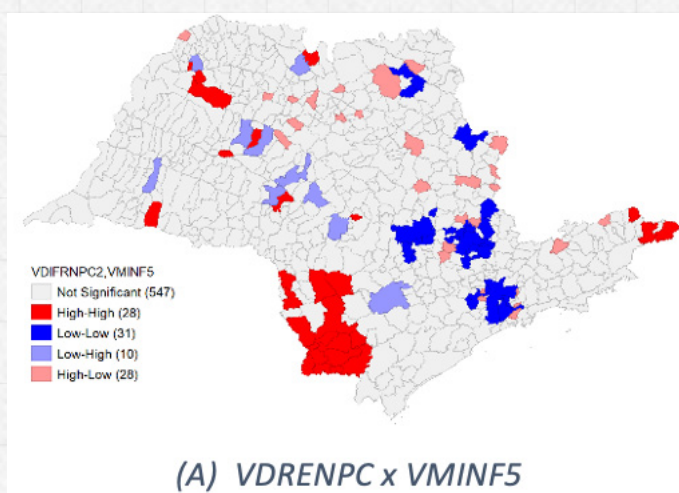 VDIFRNPC2,VMINF5
Not Significant (547)
High-High (28)
Low-Low (31)
Low-High (10)
High-Low (28)
(A) VDRENPC x VMINF5